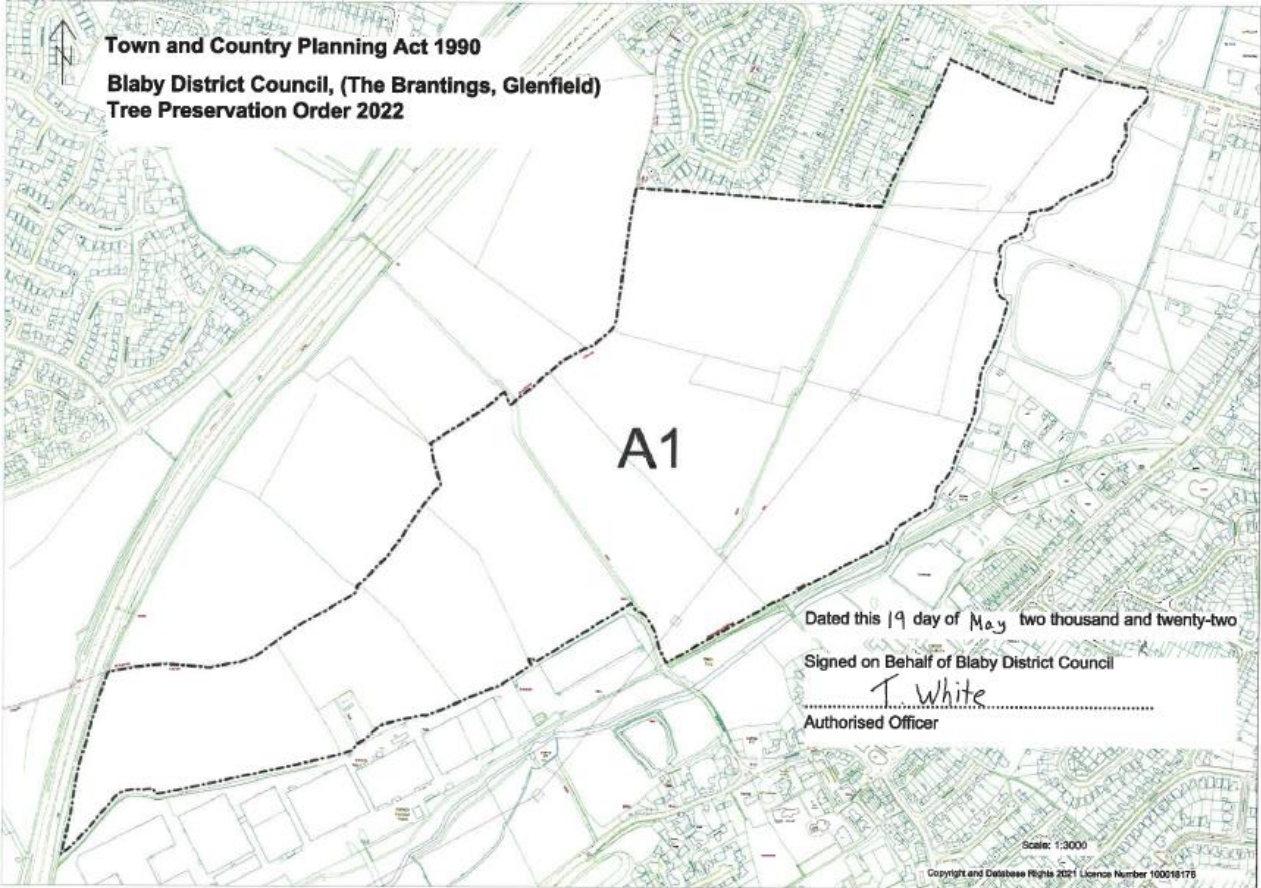 N
Town and Country Planning Act 1990
Blaby District Council, (The Brantings, Glenfield)
Tree Preservation Order 2022
A1
Dated this 19 day of May two thousand and twenty-two
Signed on Behalf of Blaby District Council
T. White
Authorised Officer
Scale: 1:3000
Copyright and Database Rights 2021 Licence Number 100018176